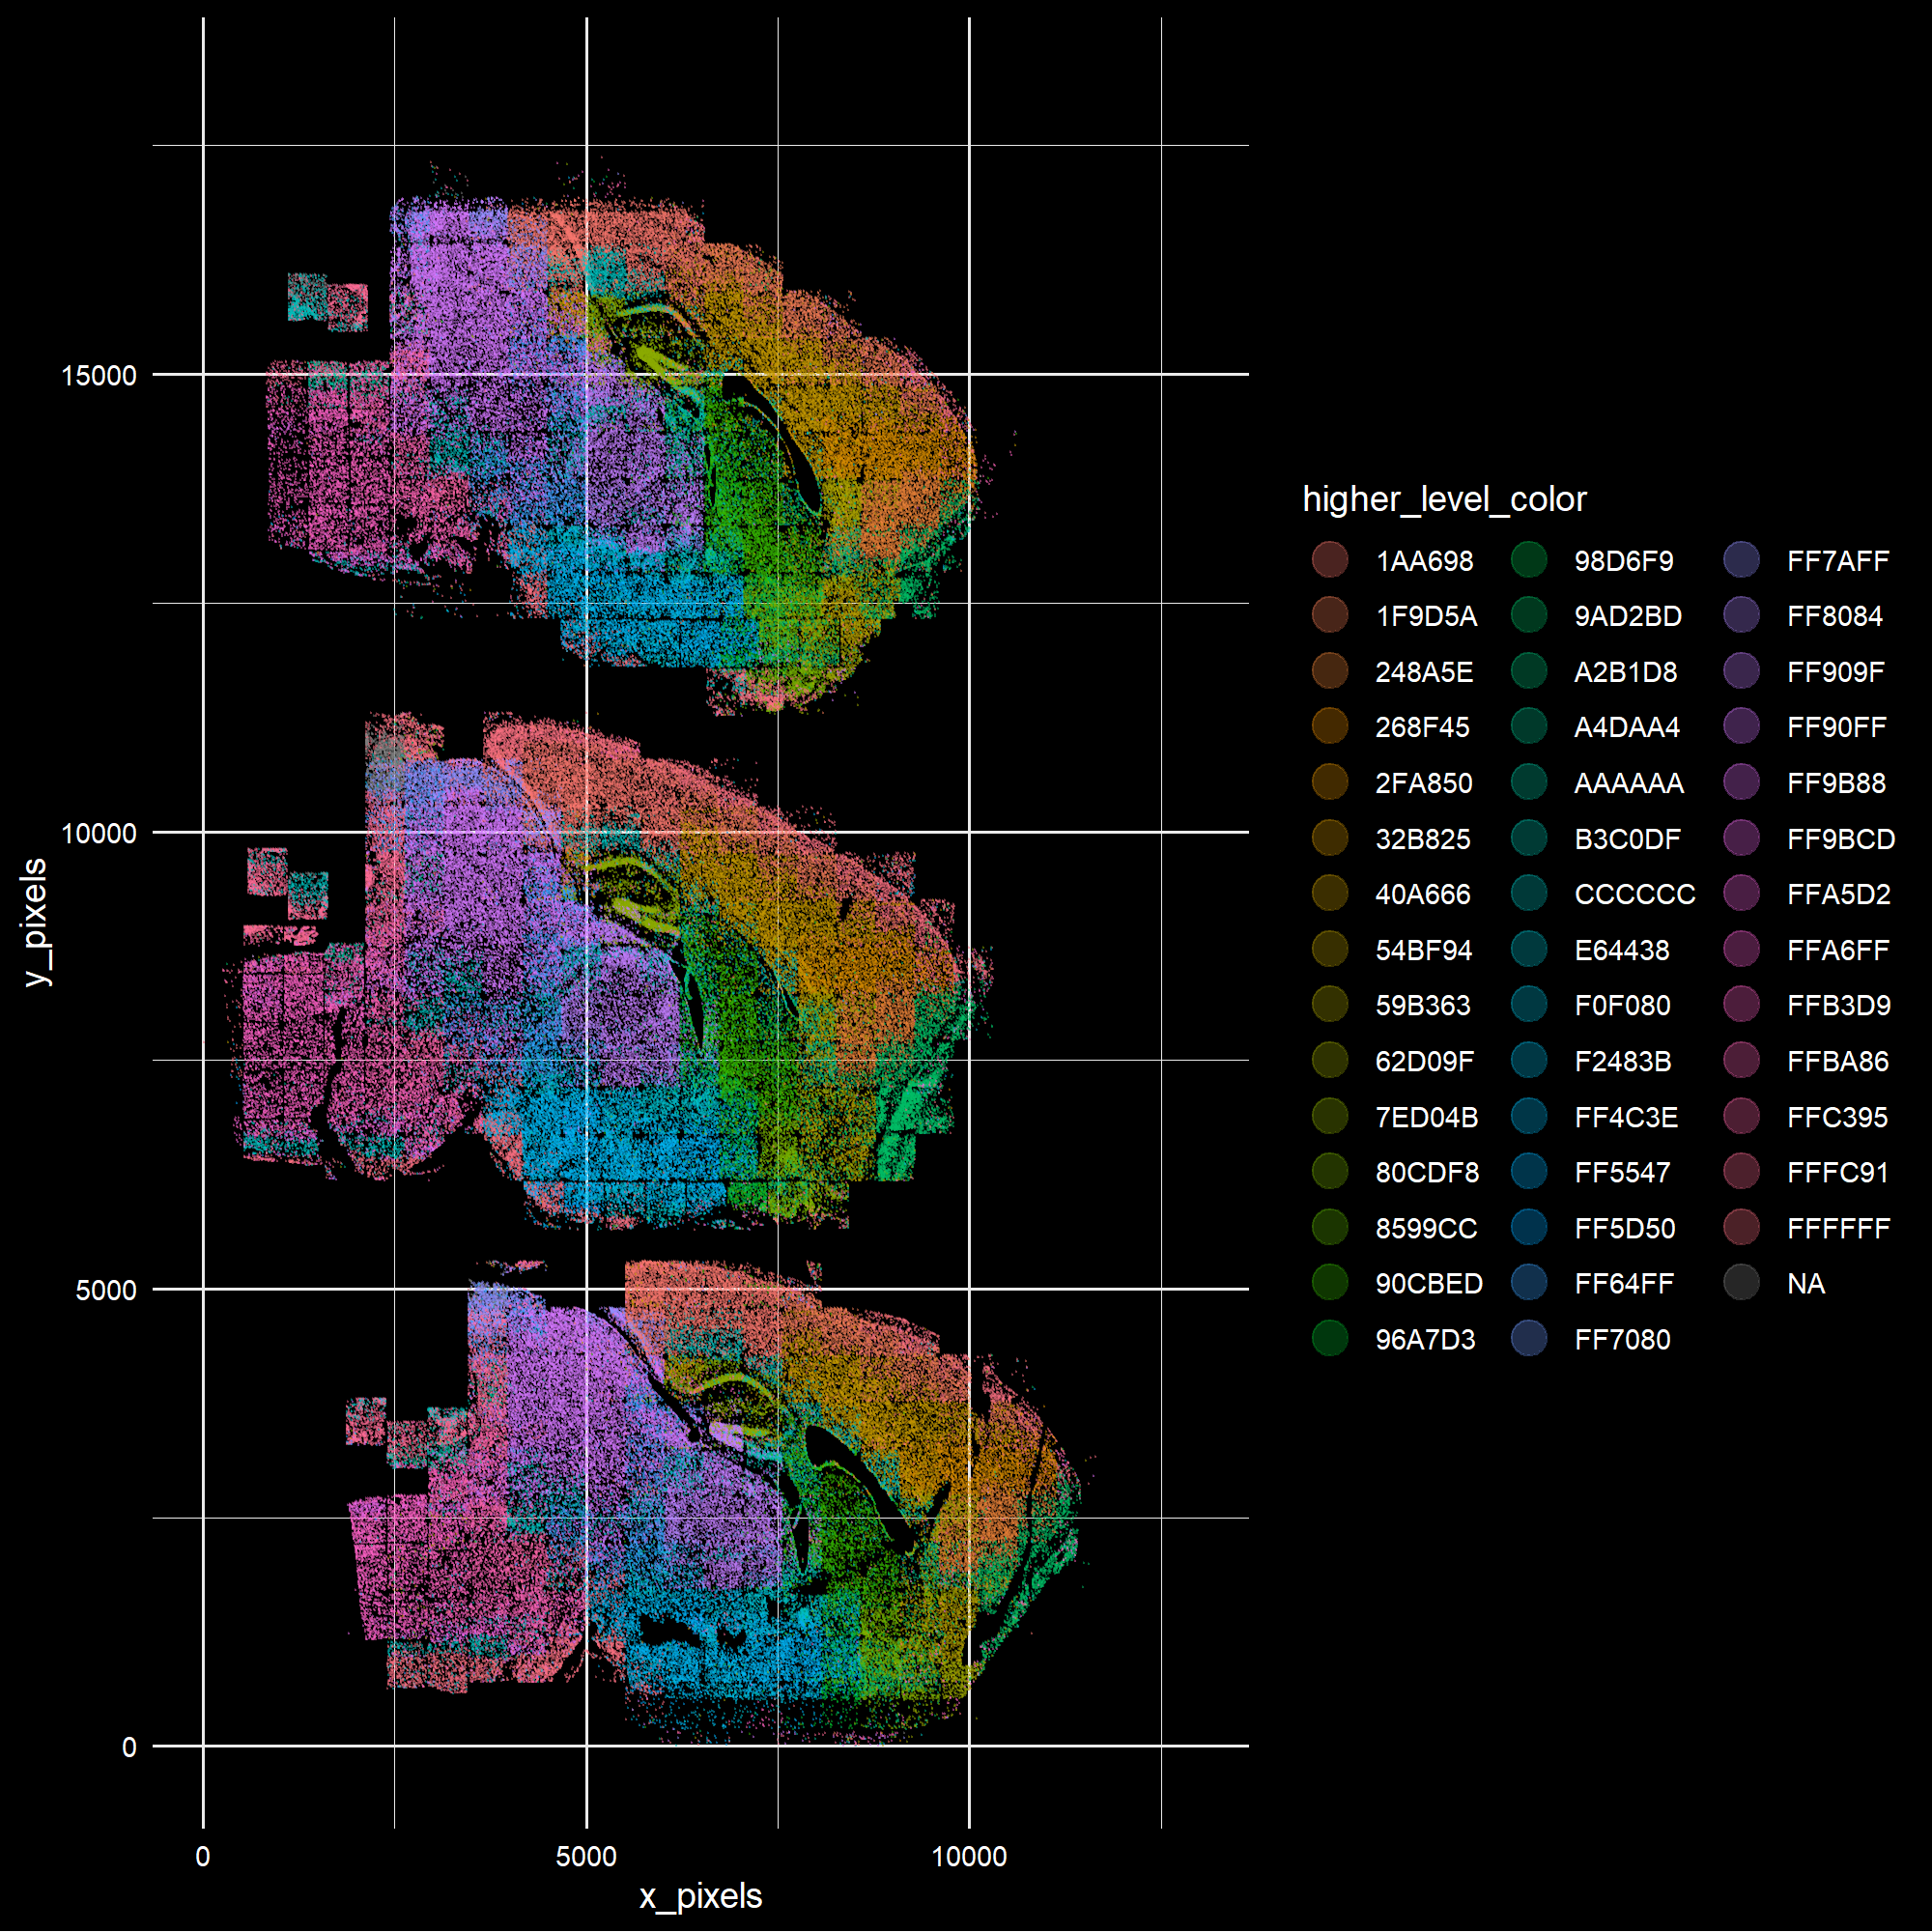 15000
10000
5000
0
y_pixels
0 5000 10000
x_pixels
higher_level_color
1AA698 98D6F9 FF7AFF
1F9D5A 9AD2BD FF8084
248A5E A2B1D8 FF909F
268F45 A4DAA4 FF90FF
2FA850 AAAAAA FF9B88
32B825 B3C0DF FF9BCD
40A666 CCCCCC FFA5D2
54BF94 E64438 FFA6FF
59B363 F0F080 FFB3D9
62D09F F2483B FFBA86
7ED04B FF4C3E FFC395
80CDF8 FF5547 FFFC91
8599CC FF5D50 FFFFFF
90CBED FF64FF NA
96A7D3 FF7080